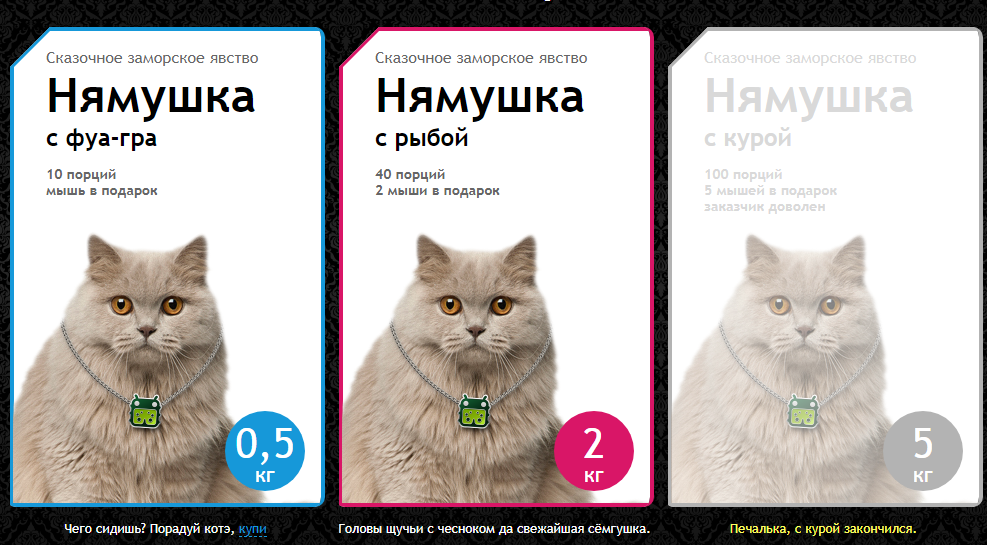 Сказочное заморское явство
Нямушка
с фуа-гра
10 порций
мышь в подарок
0,5
кг
Чего сидишь? Порадуй котэ, купи
Сказочное заморское явство
Нямушка
с рыбой
40 порций
2 мыши в подарок
2
кг
Головы щучьи с чесноком да свежайшая сёмгушка.
Сказочное заморское явство
Нямушка
с курой
100 порций
5 мышей в подарок
заказчик доволен
5
кг
Печалька, с курой закончился.